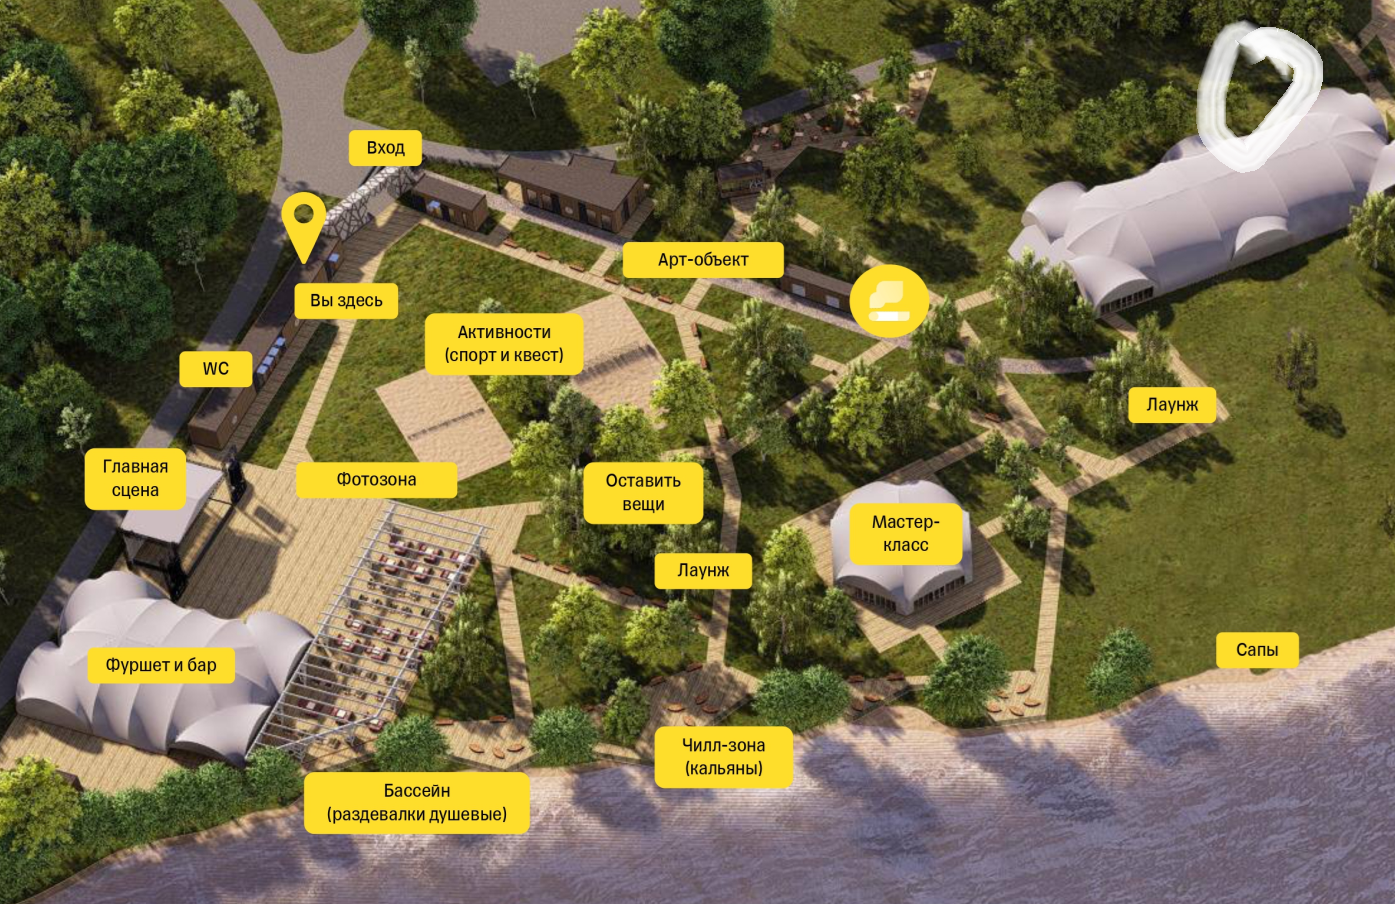 Вход
Арт-объект
Вы здесь
Активности
(спорт и квест)
WC
Лаунж
Главная
сцена
Фотозона
Оставить
вещи
Мастер-
класс
Лаунж
Фуршет и бар
Сапы
Чилл-зона
(кальяны)
Бассейн
(раздевалки душевые)